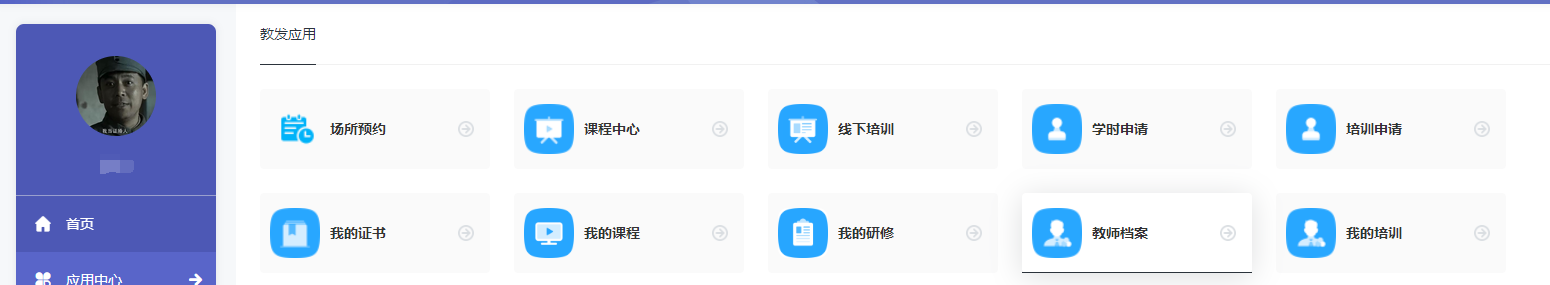 教发应用
场所预约
课程中心
线下培训
学时申请
培训申请
我的证书
我的课程
我的研修
教师档案
我的培训
首页
应用中心